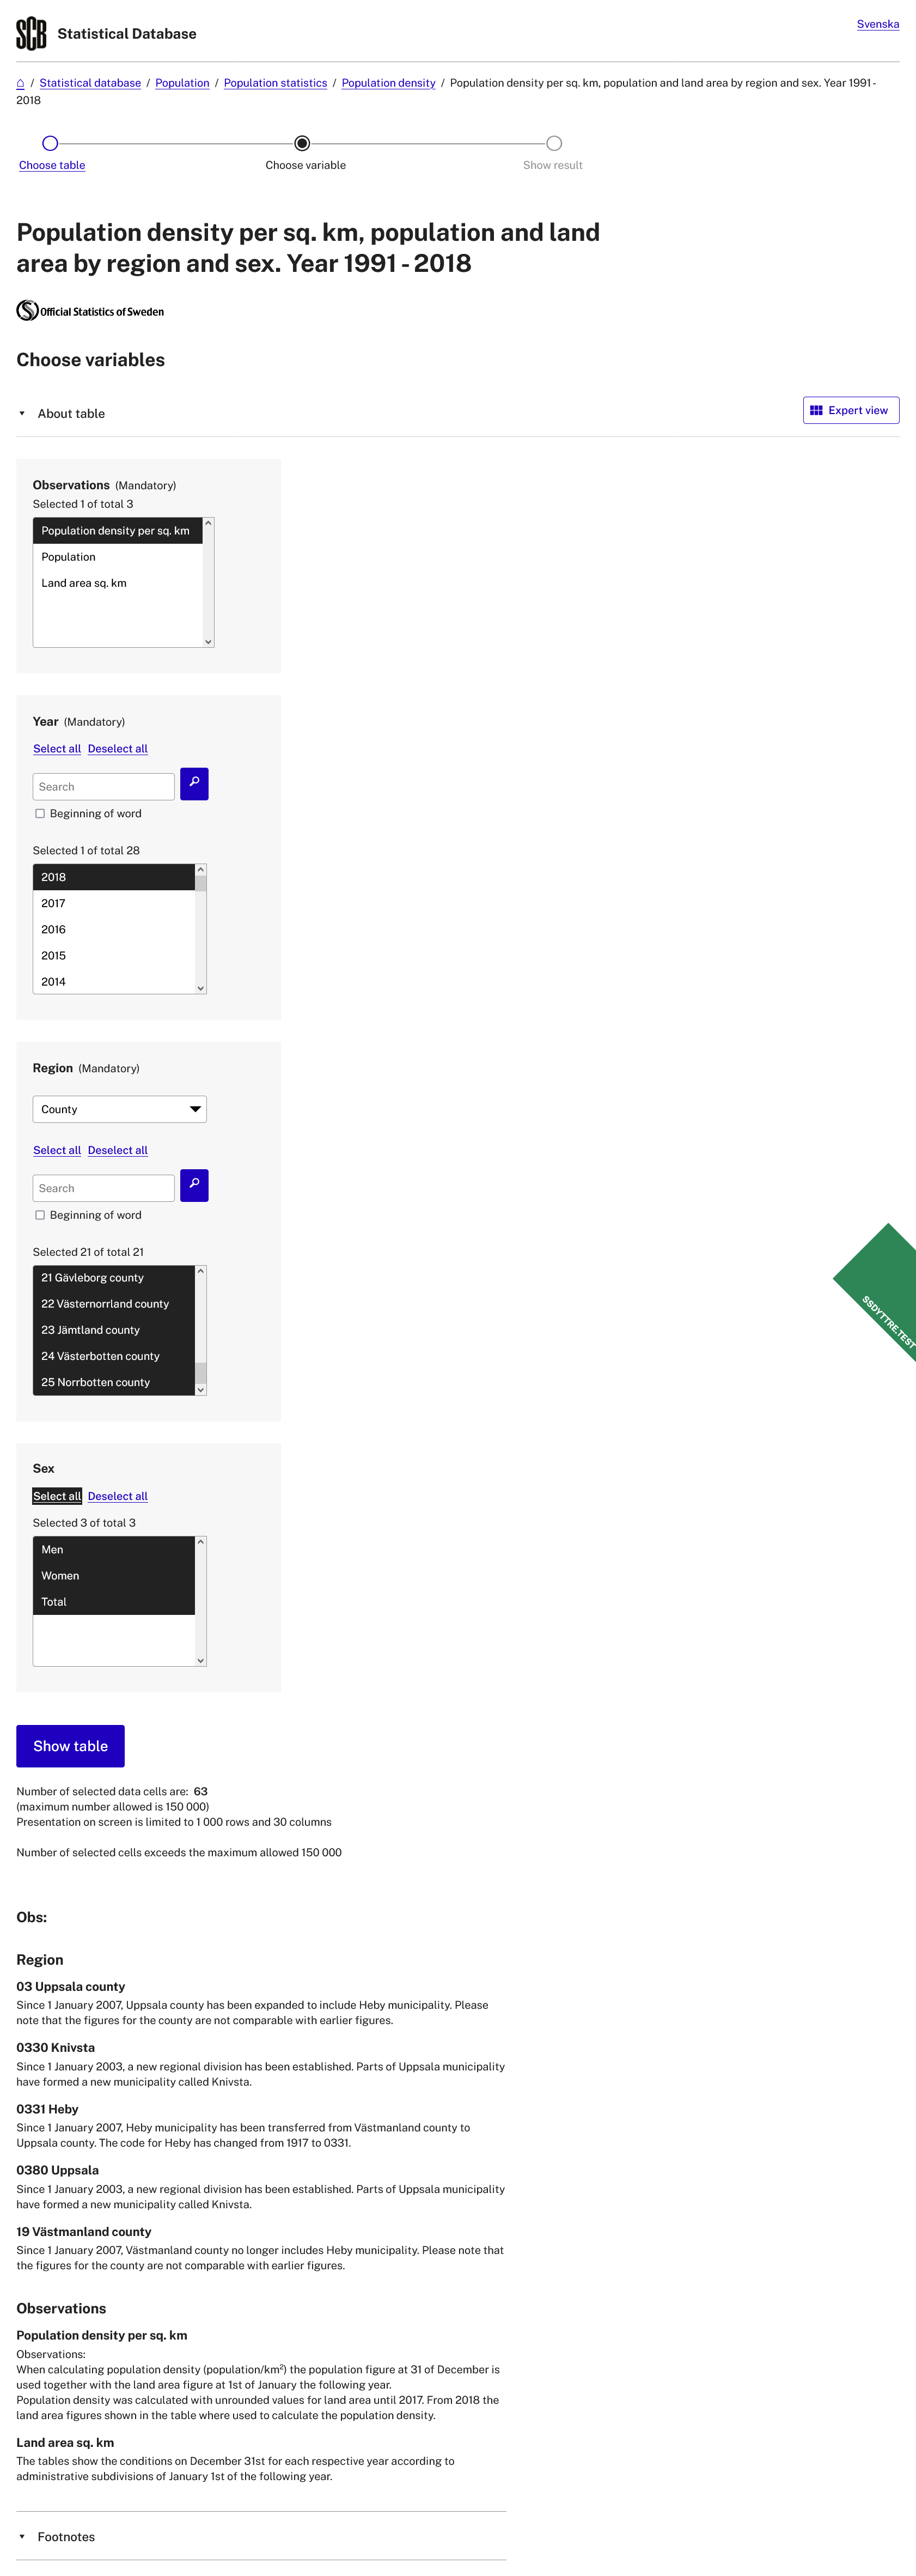 SCB Statistical Database
Svenska
/ Statistical database / Population / Population statistics / Population density / Population density per sq. km, population and land area by region and sex. Year 1991 -
2018
Choose table
Choose variable
Show result
Population density per sq. km, population and land
area by region and sex. Year 1991 - 2018
Official Statistics of Sweden
Choose variables
About table
Expert view
Observations (Mandatory)
Selected 1 of total 3
Population density per sq. km
Population
Land area sq. km
Year (Mandatory)
Select all Deselect all
Search
Beginning of word
Selected 1 of total 28
2018
2017
2016
2015
2014
Region (Mandatory)
County
Select all Deselect all
Search
Beginning of word
Selected 21 of total 21
21 Gävleborg county
22 Västernorrland county
23 Jämtland county
24 Västerbotten county
25 Norrbotten county
SSDYTTRE-TEST
Sex
Select all Deselect all
Selected 3 of total 3
Men
Women
Total
Show table
Number of selected data cells are: 63
(maximum number allowed is 150 000)
Presentation on screen is limited to 1 000 rows and 30 columns
Number of selected cells exceeds the maximum allowed 150 000
Obs:
Region
03 Uppsala county
Since 1 January 2007, Uppsala county has been expanded to include Heby municipality. Please
note that the figures for the county are not comparable with earlier figures.
0330 Knivsta
Since 1 January 2003, a new regional division has been established. Parts of Uppsala municipality
have formed a new municipality called Knivsta.
0331 Heby
Since 1 January 2007, Heby municipality has been transferred from Västmanland county to
Uppsala county. The code for Heby has changed from 1917 to 0331.
0380 Uppsala
Since 1 January 2003, a new regional division has been established. Parts of Uppsala municipality
have formed a new municipality called Knivsta.
19 Västmanland county
Since 1 January 2007, Västmanland county no longer includes Heby municipality. Please note that
the figures for the county are not comparable with earlier figures.
Observations
Population density per sq. km
Observations:
When calculating population density (population/km²) the population figure at 31 of December is
used together with the land area figure at 1st of January the following year.
Population density was calculated with unrounded values for land area until 2017. From 2018 the
land area figures shown in the table where used to calculate the population density.
Land area sq. km
The tables show the conditions on December 31st for each respective year according to
administrative subdivisions of January 1st of the following year.
Footnotes